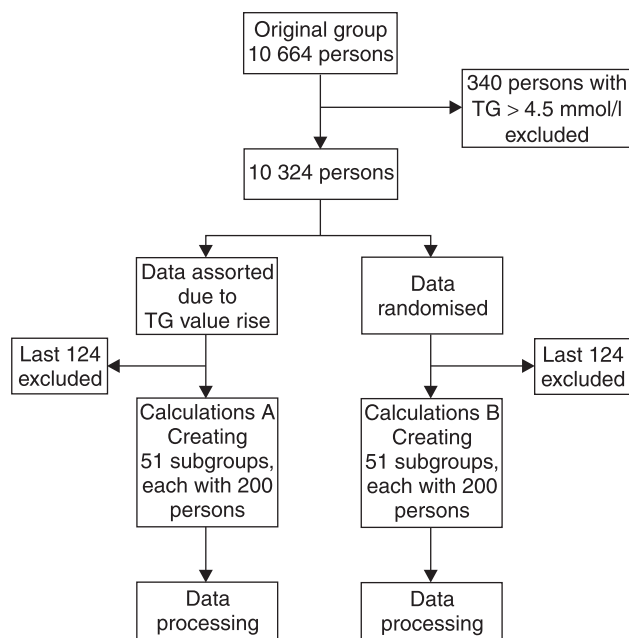 Original group
10 664 persons
340 persons with
TG > 4.5 mmol/l
excluded
10 324 persons
Data assorted
due to
TG value rise
Data
randomised
Last 124
excluded
Last 124
excluded
Calculations A
Creating
51 subgroups,
each with 200
persons
Calculations B
Creating
51 subgroups,
each with 200
persons
Data
processing
Data
processing